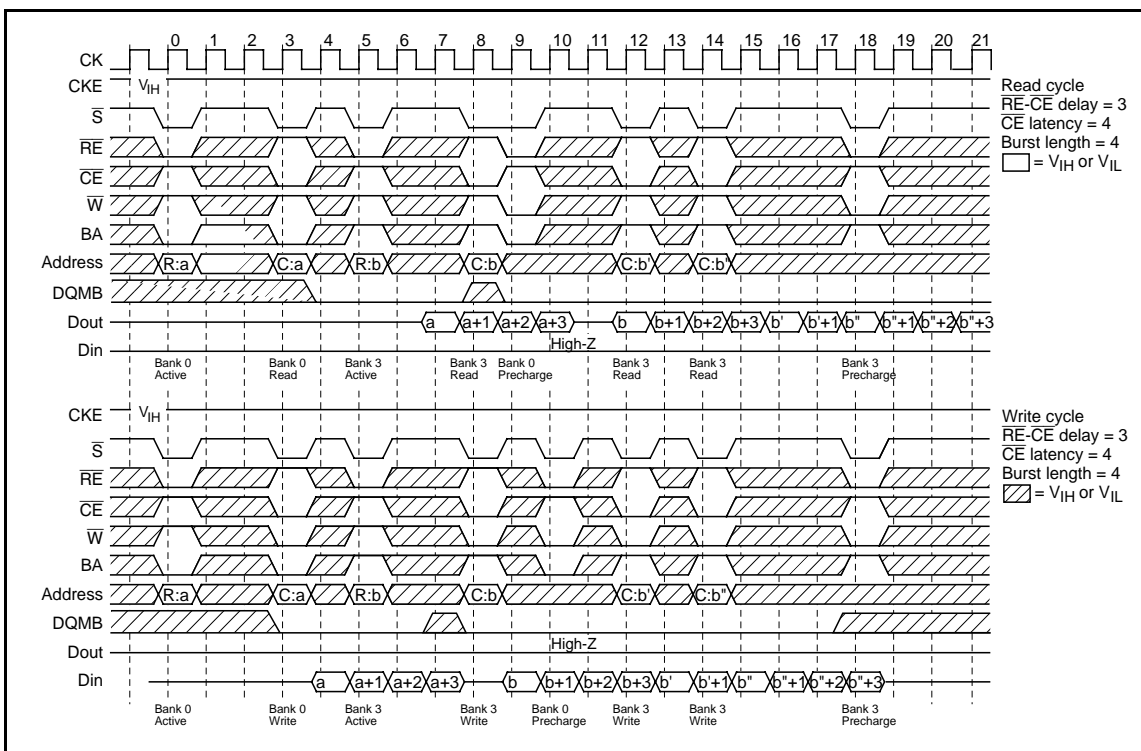 0 1 2 3 4 5 6 7 8 9 10 11 12 13 14 15 16 17 18 19 20 21
CK
CKE VIH
S
RE
CE
W
BA
Address R:a C:a R:b C:b C:b' C:b'
DQMB
Dout a a+1 a+2 a+3 b b+1 b+2 b+3 b' b'+1 b" b"+1 b"+2 b"+3
Din High-Z
Bank 0 Active
Bank 0 Read
Bank 3 Active
Bank 3 Read
Bank 0 Precharge
Bank 3 Read
Bank 3 Read
Bank 3 Precharge
Read cycle
RE-CE delay = 3
CE latency = 4
Burst length = 4
= VIH or VIL
CKE VIH
S
RE
CE
W
BA
Address R:a C:a R:b C:b C:b' C:b"
DQMB
Dout High-Z
Din a a+1 a+2 a+3 b b+1 b+2 b+3 b' b'+1 b" b"+1 b"+2 b"+3
Bank 0 Active
Bank 0 Write
Bank 3 Active
Bank 3 Write
Bank 0 Precharge
Bank 3 Write
Bank 3 Write
Bank 3 Precharge
Write cycle
RE-CE delay = 3
CE latency = 4
Burst length = 4
= VIH or VIL